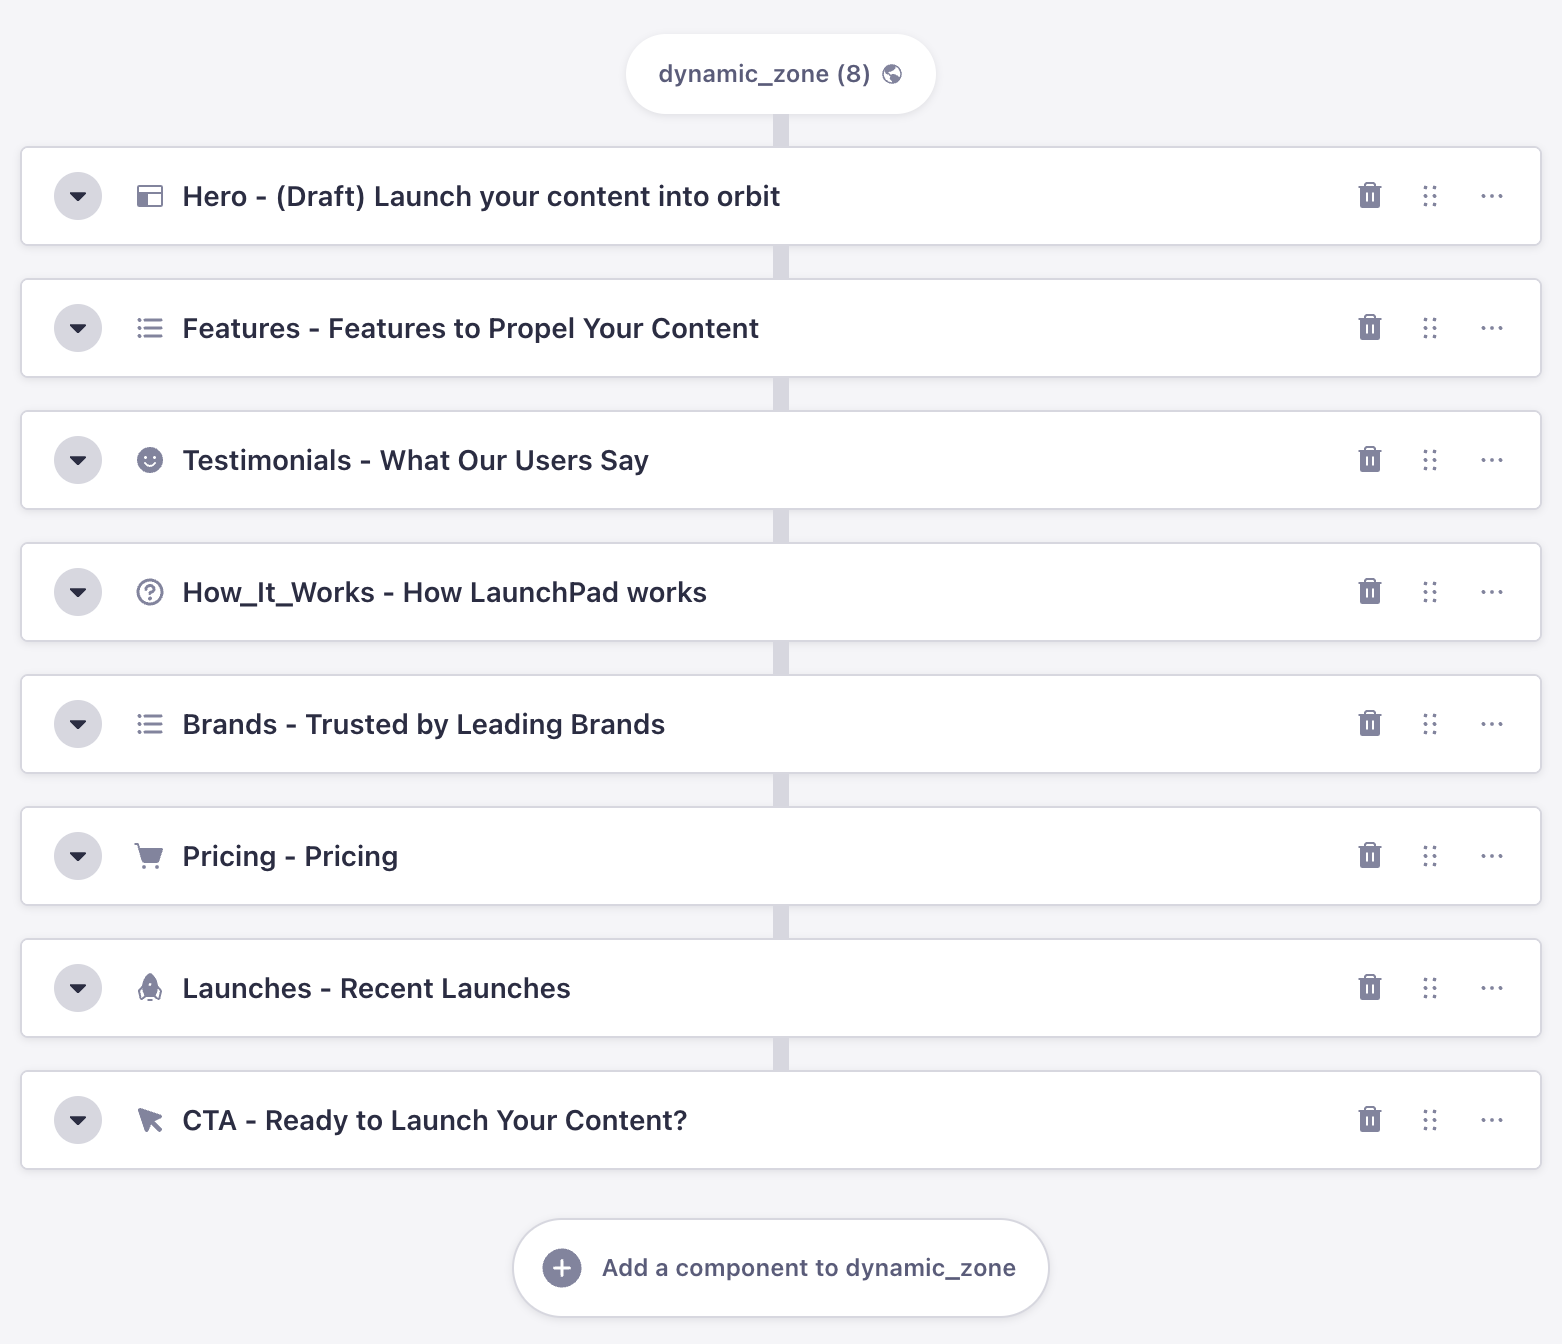 dynamic_zone (8)
Hero - (Draft) Launch your content into orbit
Features - Features to Propel Your Content
Testimonials - What Our Users Say
How_It_Works - How LaunchPad works
Brands - Trusted by Leading Brands
Pricing - Pricing
Launches - Recent Launches
CTA - Ready to Launch Your Content?
Add a component to dynamic_zone